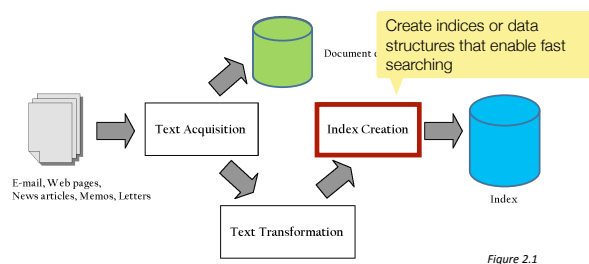 Create indices or data
structures that enable fast
searching
Document
Text Acquisition
Index Creation
E-mail, Web pages,
News articles, Memos, Letters
Index
Text Transformation
Figure 2.1